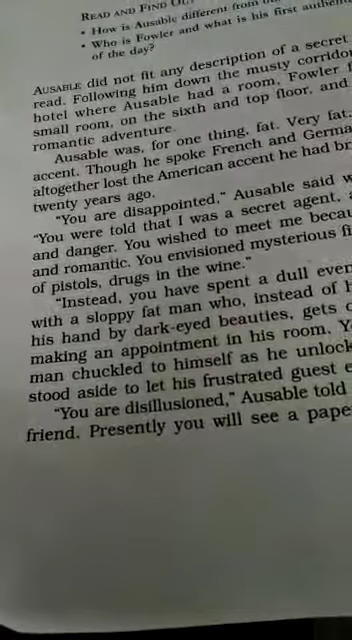 READ AND FIND OUT
• How is Ausable different from
• Who is Fowler and what is his first authentic
of the day?
AUSABLE did not fit any description of a secret
read. Following him down the musty corridor
hotel where Ausable had a room, Fowler
small room, on the sixth and top floor, and
romantic adventure.
Ausable was, for one thing, fat. Very fat.
accent. Though he spoke French and Germa
altogether lost the American accent he had br
twenty years ago.
“You are disappointed,” Ausable said w
“You were told that I was a secret agent,
and danger. You wished to meet me becau
and romantic. You envisioned mysterious fi
of pistols, drugs in the wine.”
“Instead, you have spent a dull even
with a sloppy fat man who, instead of h
his hand by dark-eyed beauties, gets
making an appointment in his room. Y
man chuckled to himself as he unlock
stood aside to let his frustrated guest e
“You are disillusioned,” Ausable told
friend. Presently you will see a pape